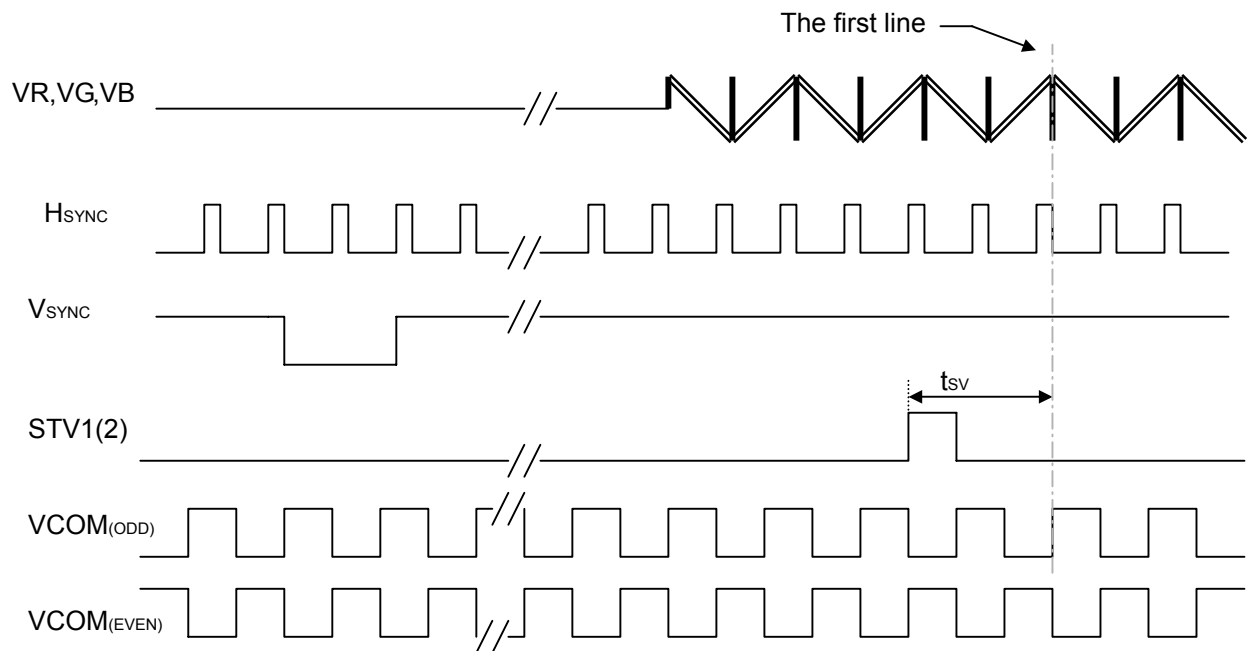 The first line
VR,VG,VB
HSYNC
VSYNC
tSV
STV1(2)
VCOM(ODD)
VCOM(EVEN)